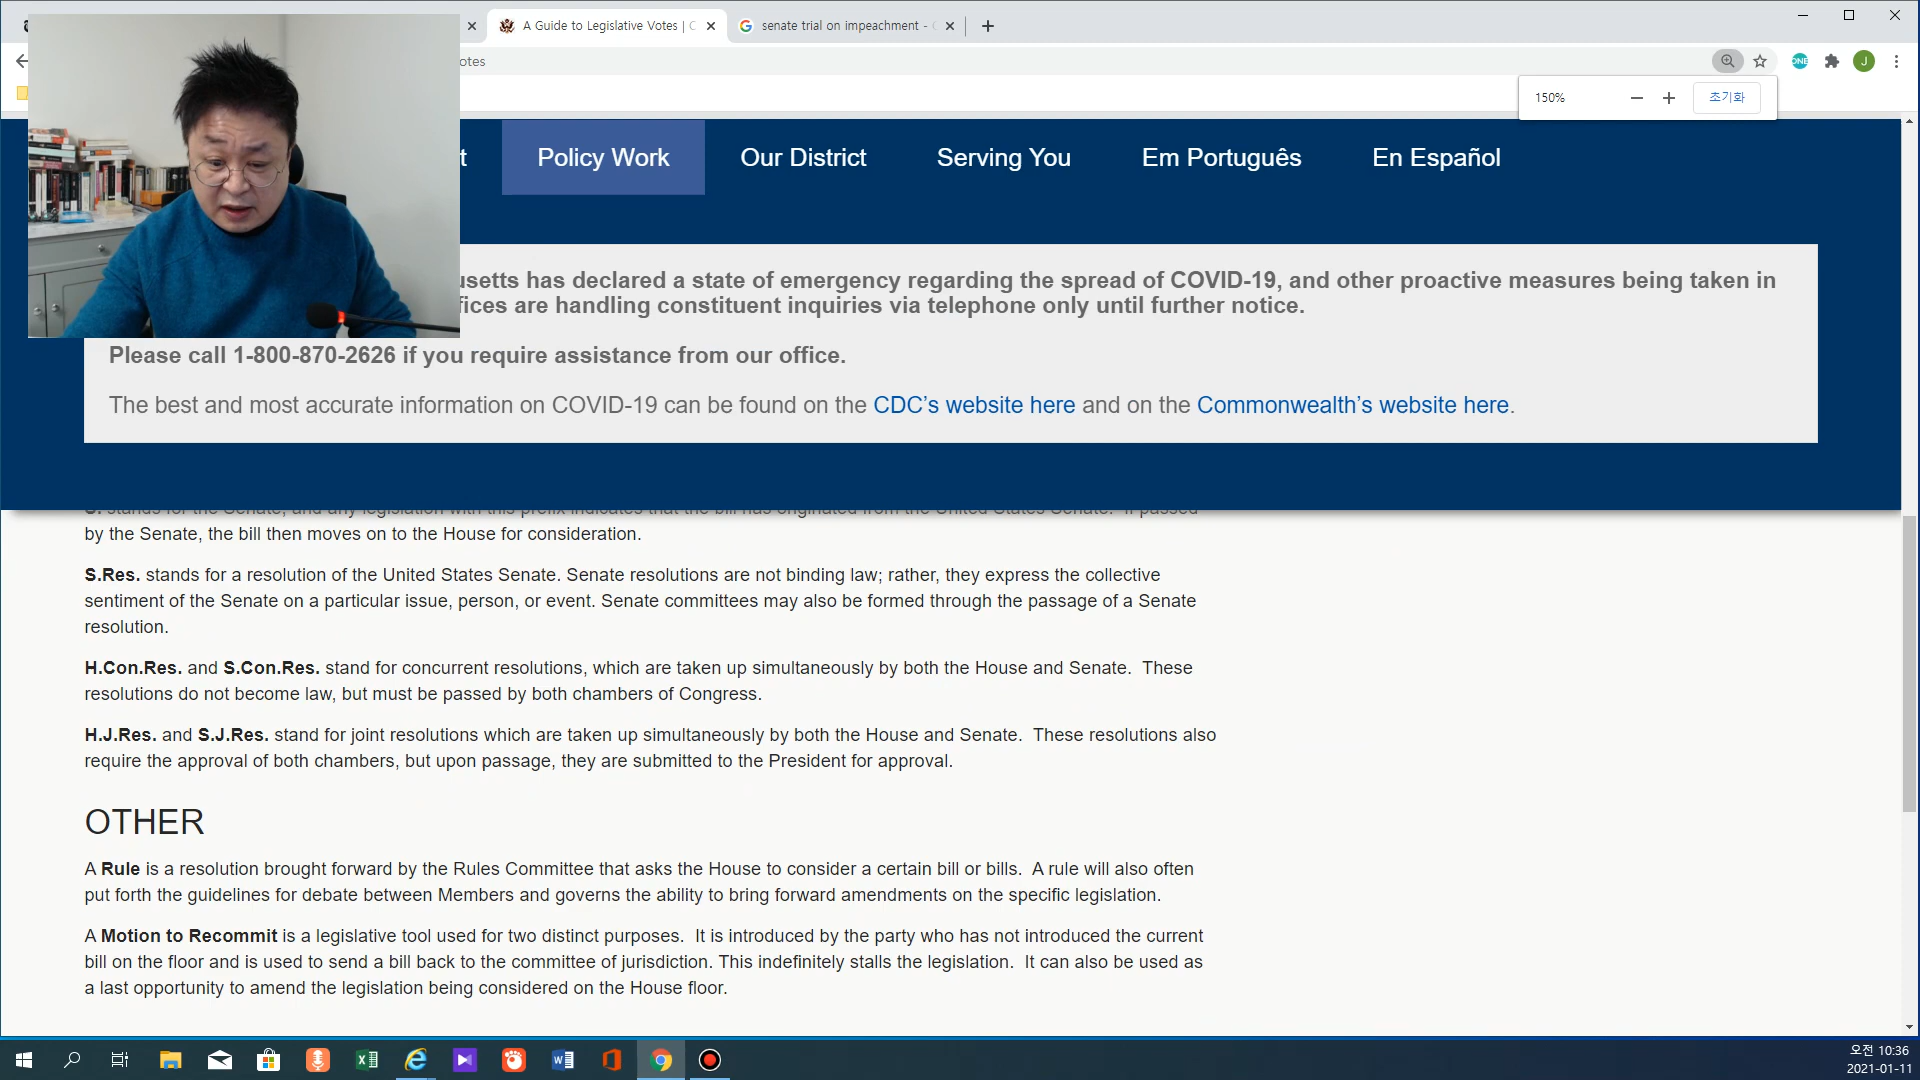 A Guide to Legislative Votes | C
senate trial on impeachment -
otes
ONE
J
150%
초기화
t
Policy Work
Our District
Serving You
Em Português
En Español
usetts has declared a state of emergency regarding the spread of COVID-19, and other proactive measures being taken in
fices are handling constituent inquiries via telephone only until further notice.
Please call 1-800-870-2626 if you require assistance from our office.
The best and most accurate information on COVID-19 can be found on the CDC’s website here and on the Commonwealth’s website here.
S. stands for the Senate, and any legislation with this prefix indicates that the bill has originated from the United States Senate. If passed
by the Senate, the bill then moves on to the House for consideration.
S.Res. stands for a resolution of the United States Senate. Senate resolutions are not binding law; rather, they express the collective
sentiment of the Senate on a particular issue, person, or event. Senate committees may also be formed through the passage of a Senate
resolution.
H.Con.Res. and S.Con.Res. stand for concurrent resolutions, which are taken up simultaneously by both the House and Senate. These
resolutions do not become law, but must be passed by both chambers of Congress.
H.J.Res. and S.J.Res. stand for joint resolutions which are taken up simultaneously by both the House and Senate. These resolutions also
require the approval of both chambers, but upon passage, they are submitted to the President for approval.
OTHER
A Rule is a resolution brought forward by the Rules Committee that asks the House to consider a certain bill or bills. A rule will also often
put forth the guidelines for debate between Members and governs the ability to bring forward amendments on the specific legislation.
A Motion to Recommit is a legislative tool used for two distinct purposes. It is introduced by the party who has not introduced the current
bill on the floor and is used to send a bill back to the committee of jurisdiction. This indefinitely stalls the legislation. It can also be used as
a last opportunity to amend the legislation being considered on the House floor.
오전 10:36
2021-01-11